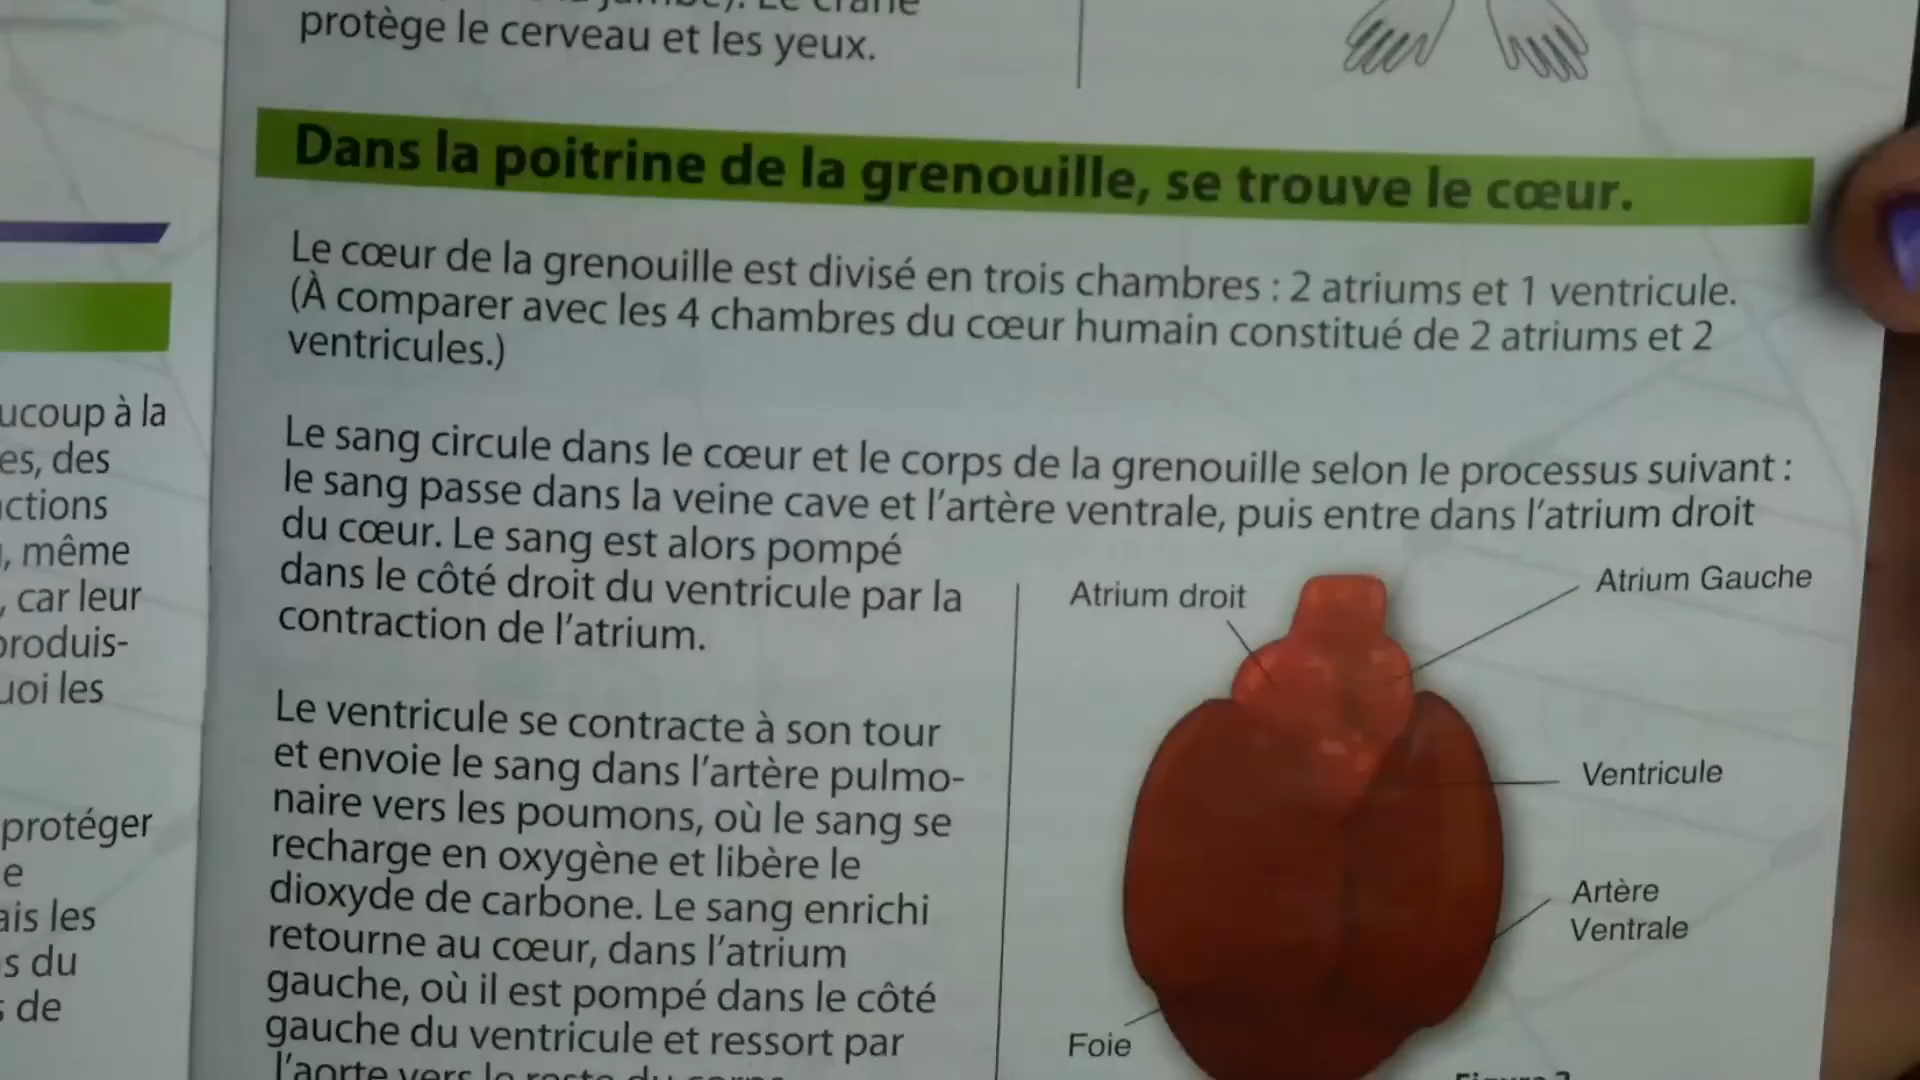 protège le cerveau et les yeux.
Dans la poitrine de la grenouille, se trouve le cœur.
Le cœur de la grenouille est divisé en trois chambres : 2 atriums et 1 ventricule.
(À comparer avec les 4 chambres du cœur humain constitué de 2 atriums et 2
ventricules.)
Le sang circule dans le cœur et le corps de la grenouille selon le processus suivant :
le sang passe dans la veine cave et l'artère ventrale, puis entre dans l'atrium droit
du cœur. Le sang est alors pompé
dans le côté droit du ventricule par la
contraction de l'atrium.
Le ventricule se contracte à son tour
et envoie le sang dans l'artère pulmo-
naire vers les poumons, où le sang se
recharge en oxygène et libère le
dioxyde de carbone. Le sang enrichi
retourne au cœur, dans l'atrium
gauche, où il est pompé dans le côté
gauche du ventricule et ressort par
l'aorte vers le reste du corps
Atrium droit
Atrium Gauche
Ventricule
Artère
Ventrale
Foie
à la
des
même
car leur
les
protéger
les
du
de